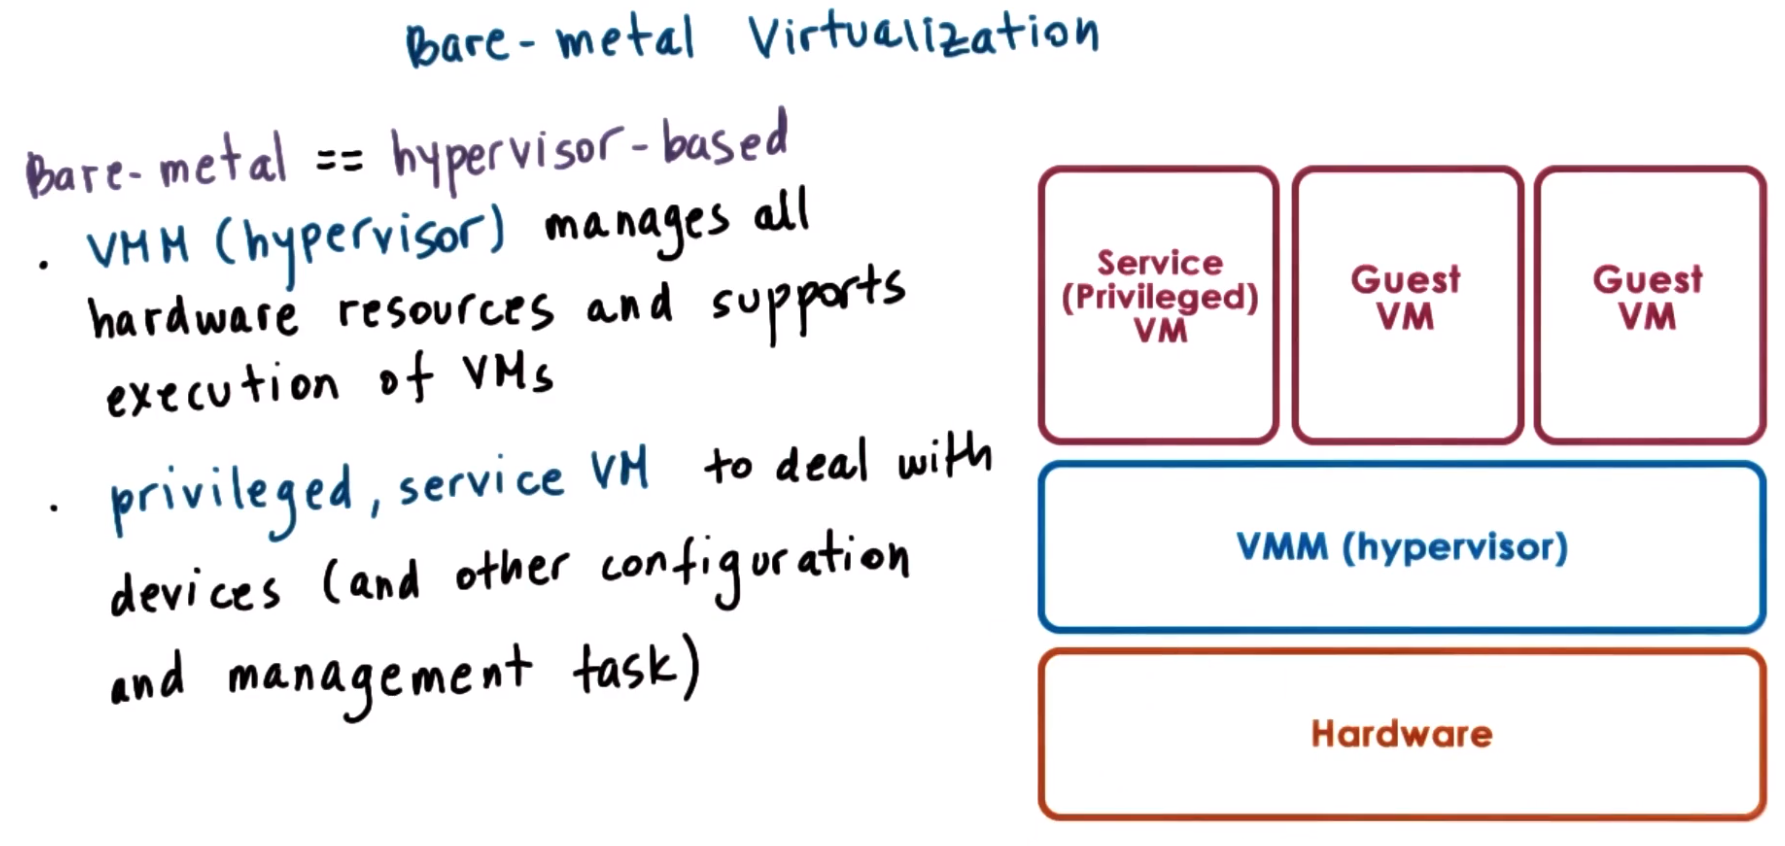 Bare-metal Virtualization
Bare-metal == hypervisor-based
. VMM (hypervisor) manages all
hardware resources and supports
execution of VMs
. privileged, service VM to deal with
devices (and other configuration
and management task)
Service
(Privileged)
VM
Guest
VM
Guest
VM
VMM (hypervisor)
Hardware